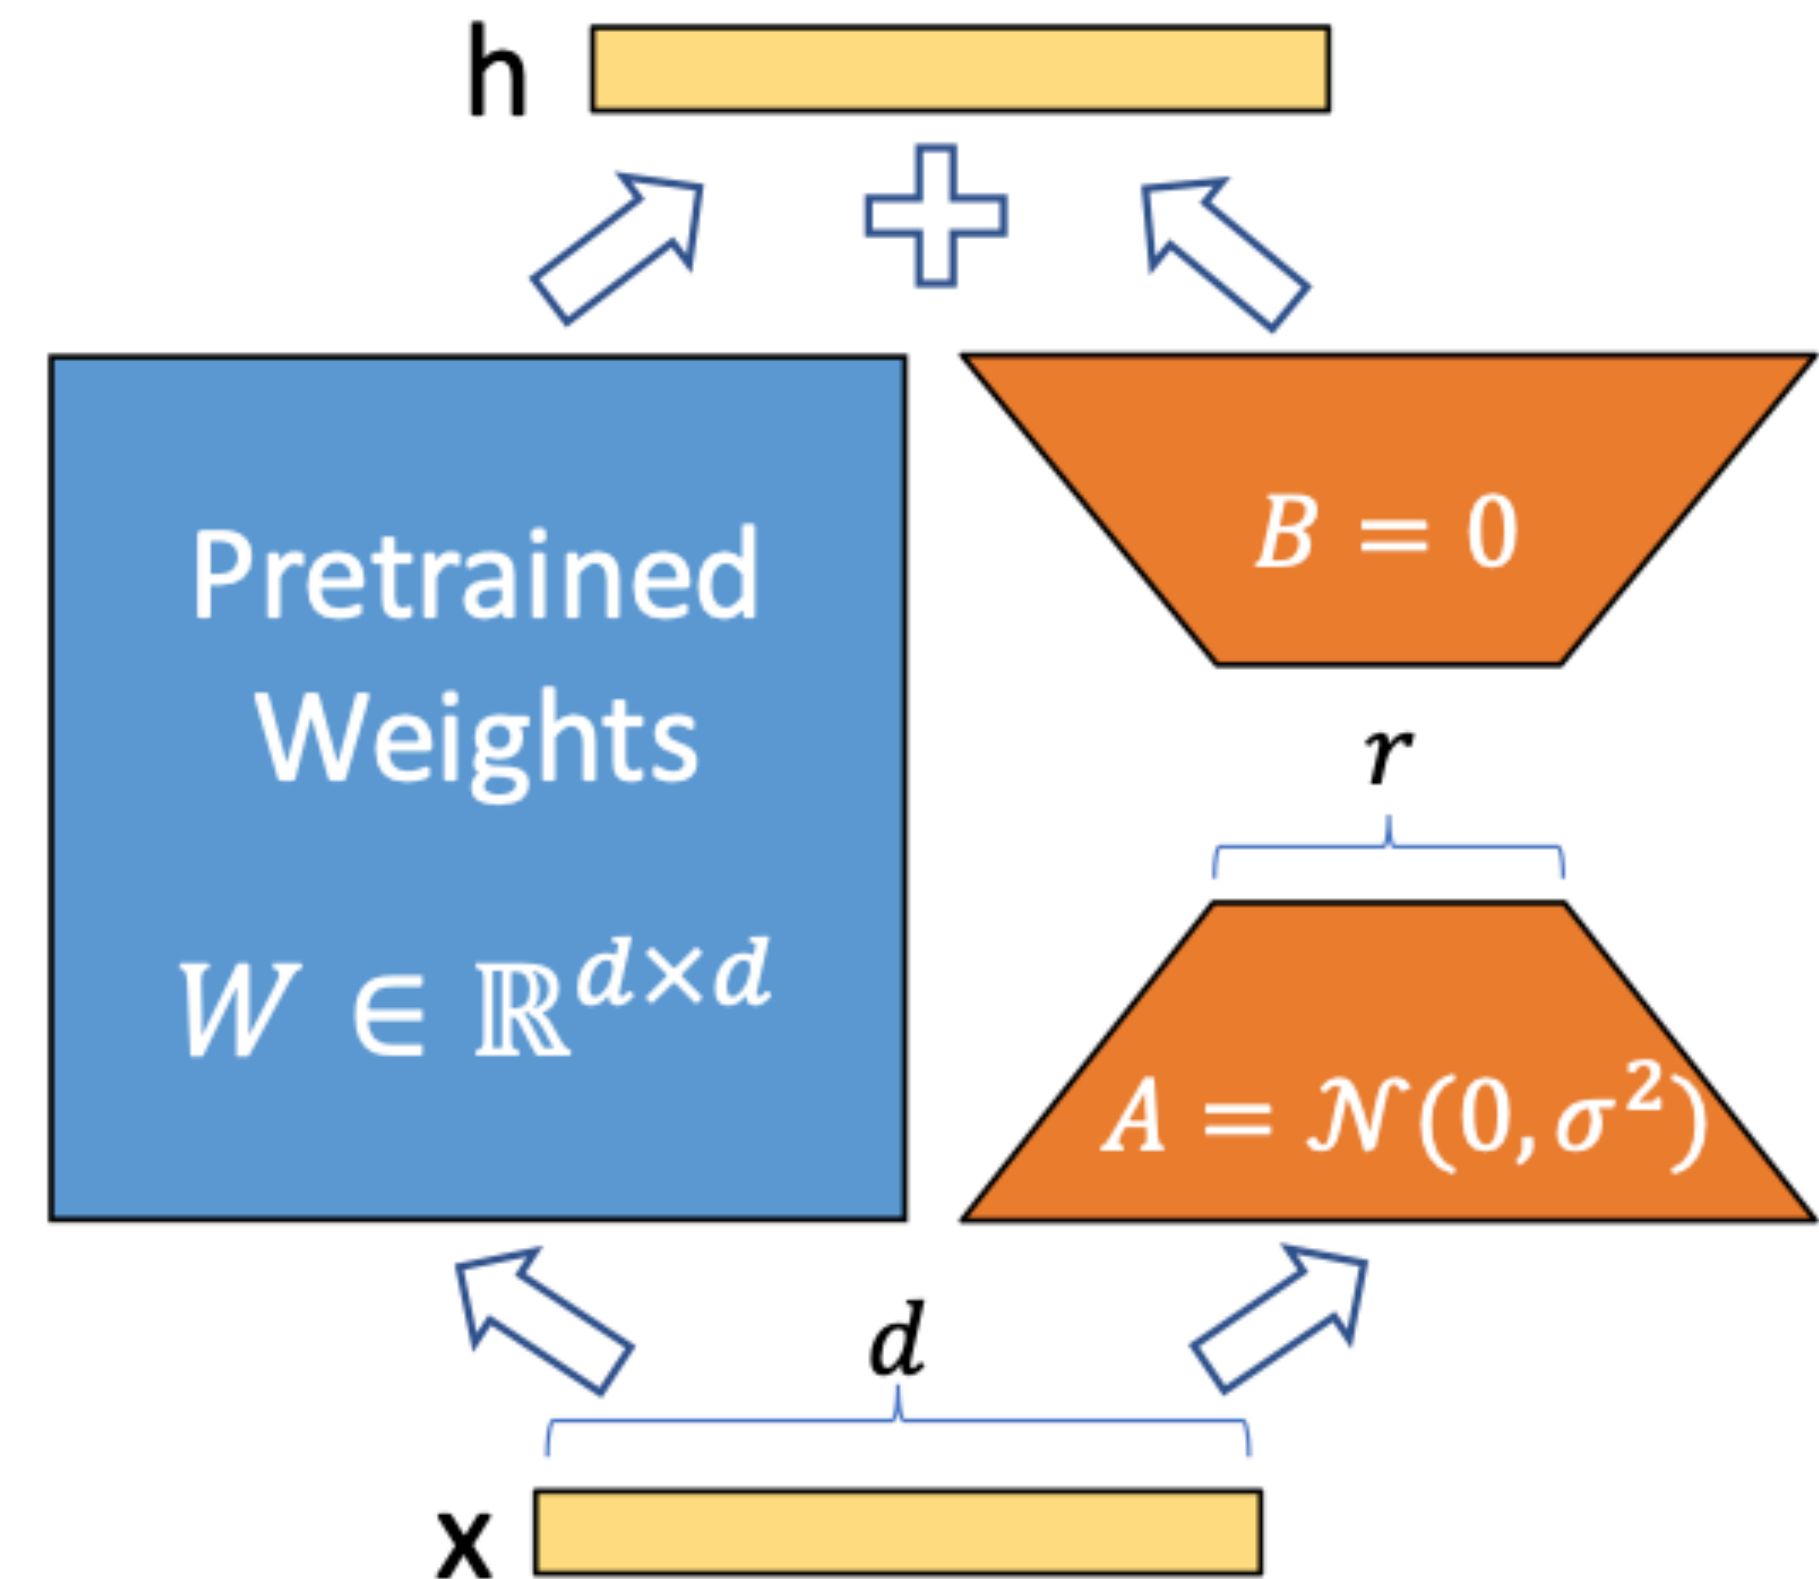 h
Pretrained
Weights
W ∈ ℝ^{d×d}
B = 0
r
A = 𝒩(0, σ²)
d
x